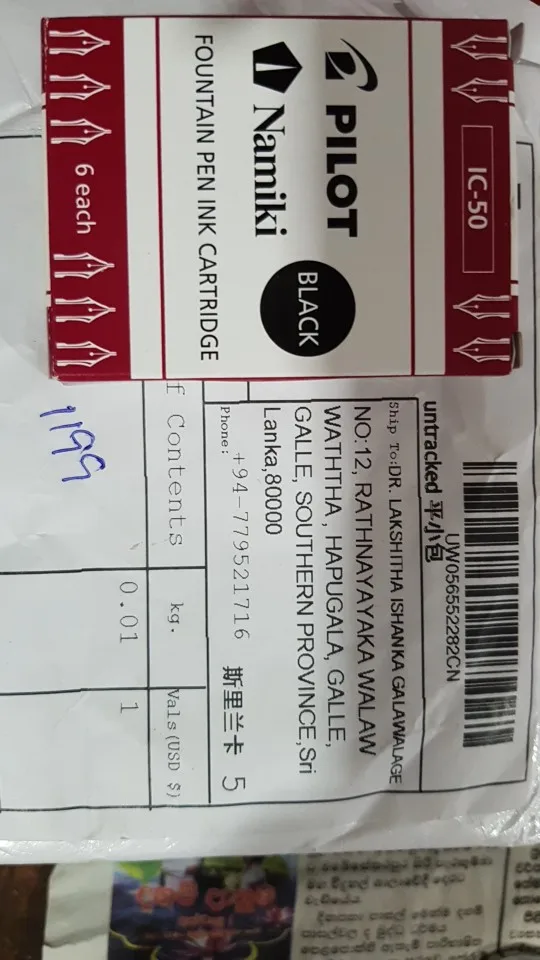 IC-50
PILOT
Namiki
BLACK
FOUNTAIN PEN INK CARTRIDGE
6 each
UW056552282CN
untracked 平小包
Ship To:DR. LAKSHITHA ISHANKA GALAWALAGE
NO:12, RATHNAYAYAKA WALAW
WATHTHA , HAPUGALA, GALLE,
GALLE, SOUTHERN PROVINCE,Sri
Lanka,80000
Phone: +94-779521716 斯里兰卡 5
f Contents kg. Vals(USD $)
0.01 1
1199